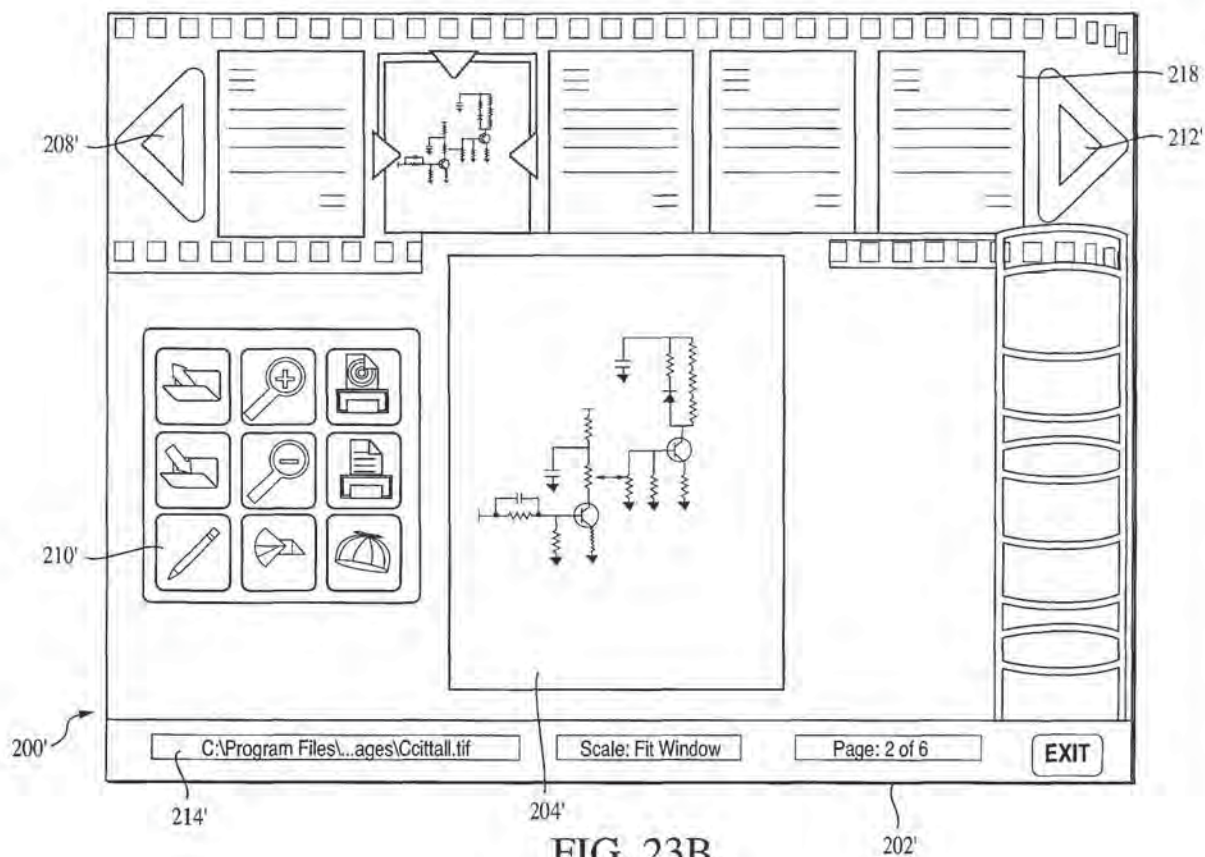 218
208'
212'
210'
200'
C:\Program Files\...ages\Ccittall.tif
Scale: Fit Window
Page: 2 of 6
EXIT
214'
204'
202'
FIG. 23B